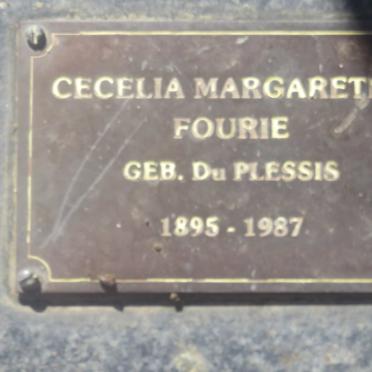 CECELIA MARGARET
FOURIE
GEB. Du PLESSIS
1895 - 1987